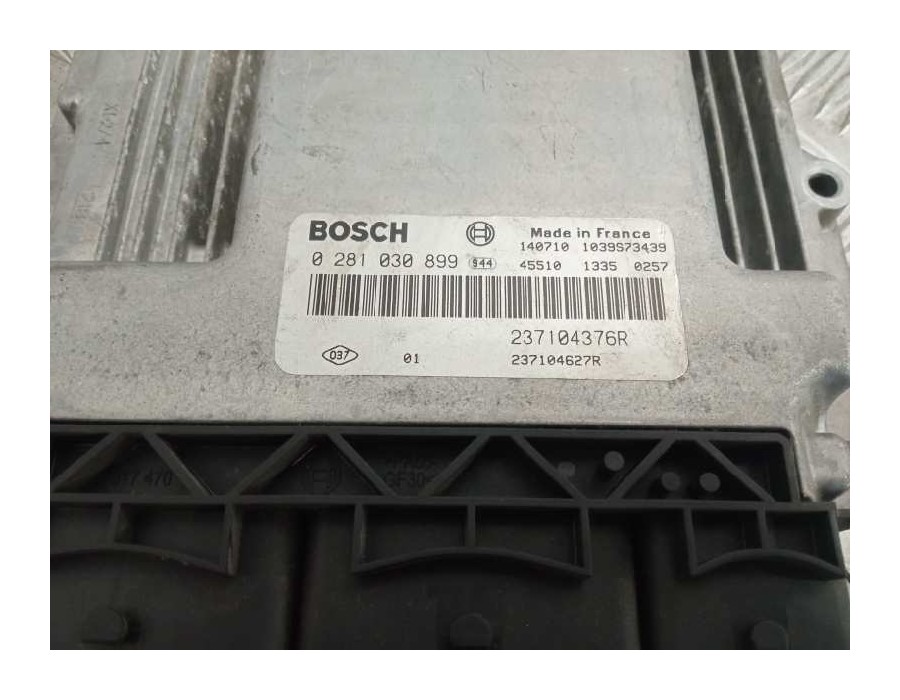 BOSCH
Made in France
140710 1039S73439
0 281 030 899 944 45510 1335 0257
237104376R
037 01 237104627R